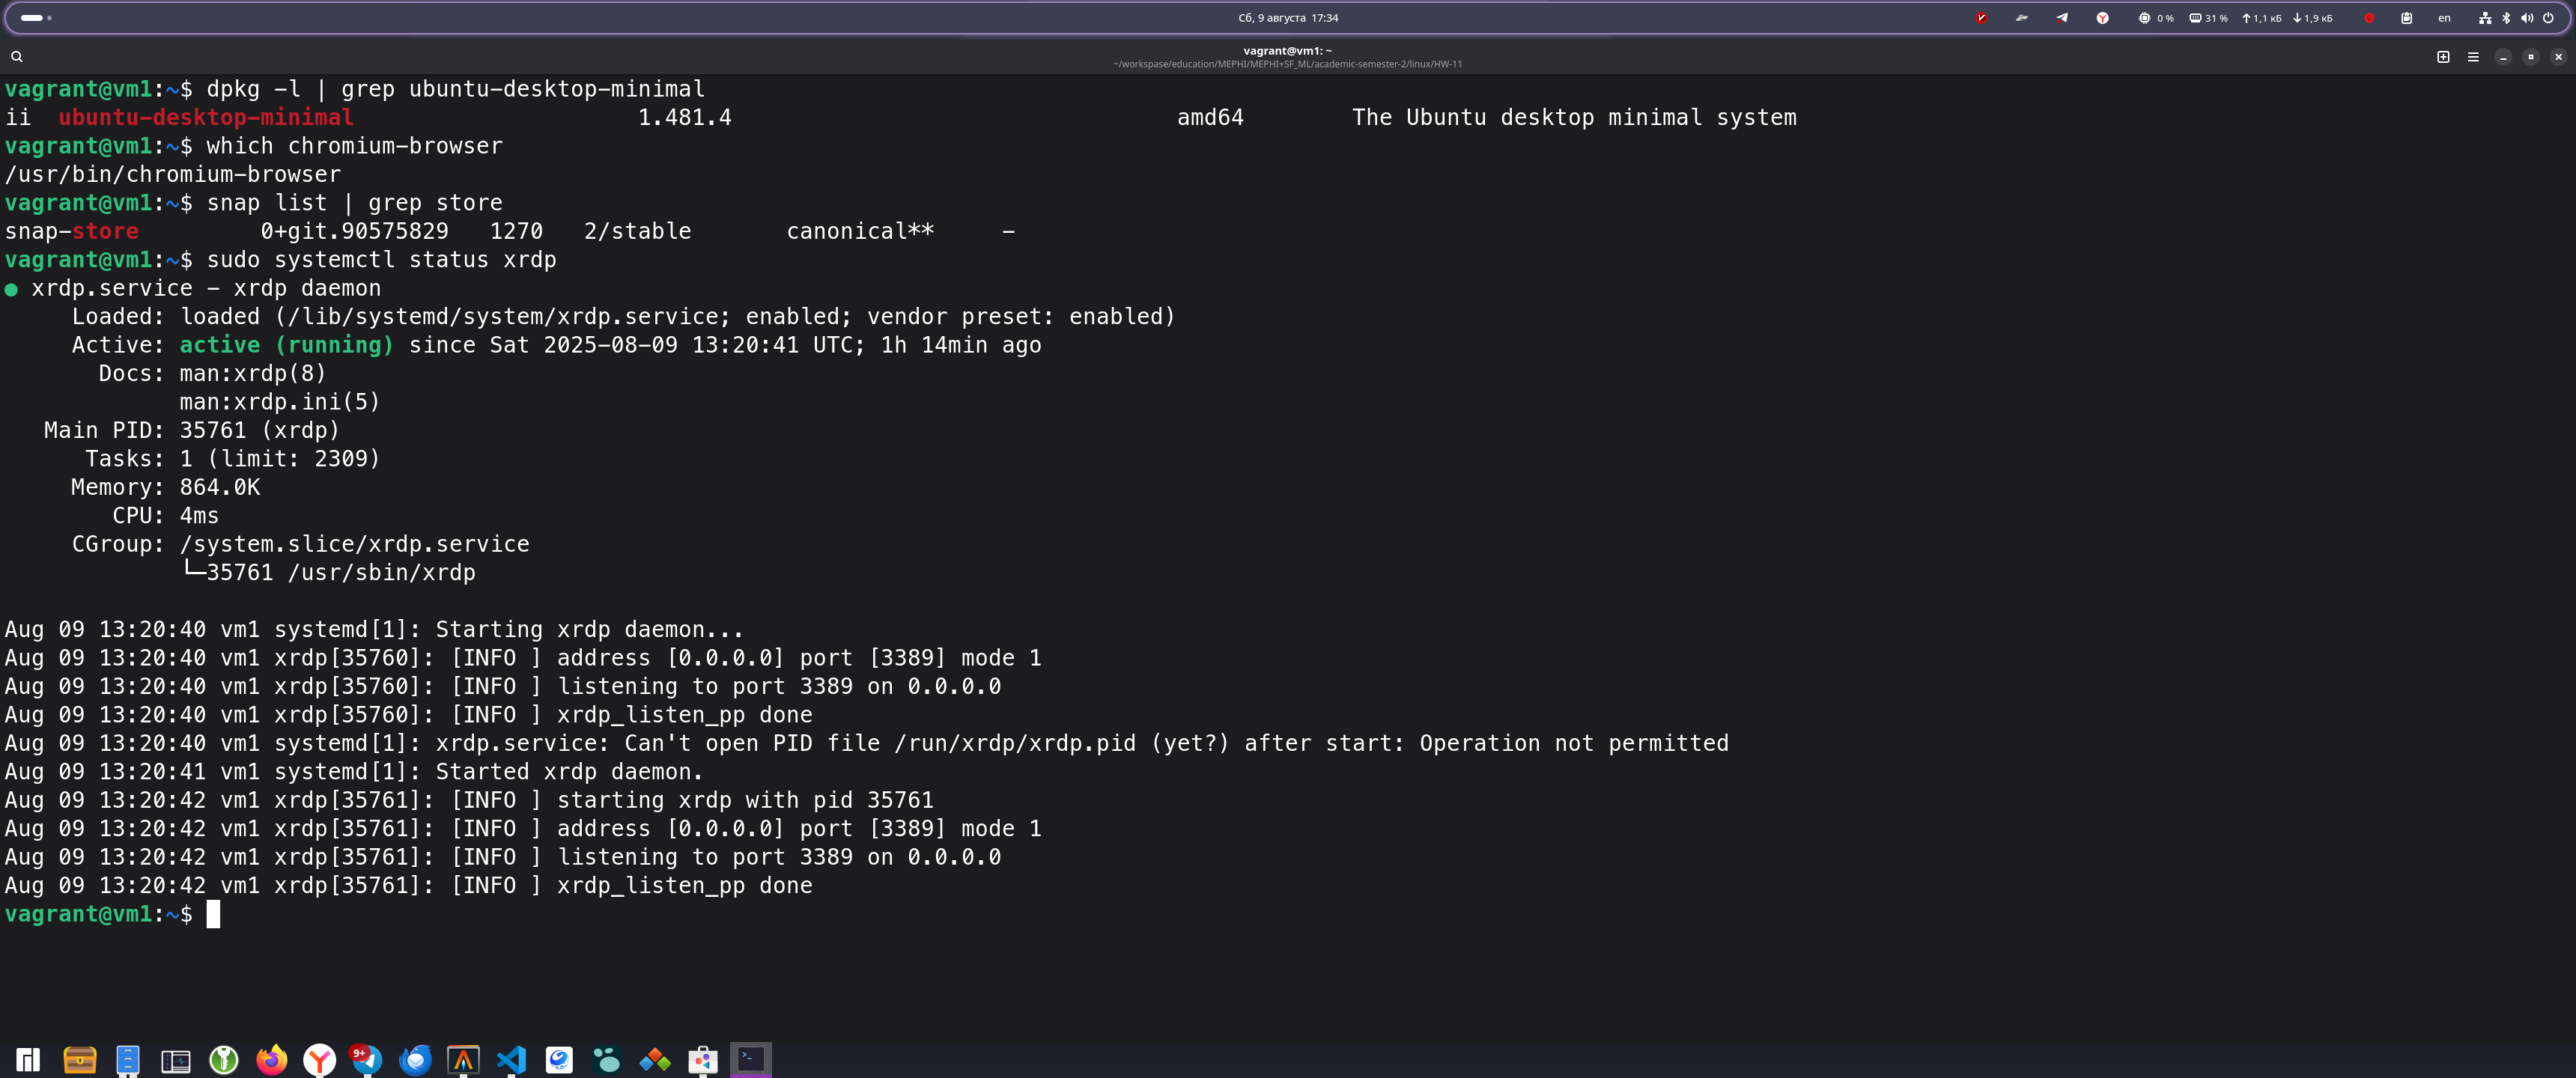 Сб, 9 августа 17:34
0 % 31 % 1,1 кБ 1,9 кБ en
vagrant@vm1: ~
~/workspase/education/MEPHI/MEPHI+SF_ML/academic-semester-2/linux/HW-11
vagrant@vm1:~$ dpkg -l | grep ubuntu-desktop-minimal
ii  ubuntu-desktop-minimal                     1.481.4                                 amd64        The Ubuntu desktop minimal system
vagrant@vm1:~$ which chromium-browser
/usr/bin/chromium-browser
vagrant@vm1:~$ snap list | grep store
snap-store         0+git.90575829   1270   2/stable       canonical**     -
vagrant@vm1:~$ sudo systemctl status xrdp
● xrdp.service - xrdp daemon
     Loaded: loaded (/lib/systemd/system/xrdp.service; enabled; vendor preset: enabled)
     Active: active (running) since Sat 2025-08-09 13:20:41 UTC; 1h 14min ago
       Docs: man:xrdp(8)
             man:xrdp.ini(5)
   Main PID: 35761 (xrdp)
      Tasks: 1 (limit: 2309)
     Memory: 864.0K
        CPU: 4ms
     CGroup: /system.slice/xrdp.service
             └─35761 /usr/sbin/xrdp
Aug 09 13:20:40 vm1 systemd[1]: Starting xrdp daemon...
Aug 09 13:20:40 vm1 xrdp[35760]: [INFO ] address [0.0.0.0] port [3389] mode 1
Aug 09 13:20:40 vm1 xrdp[35760]: [INFO ] listening to port 3389 on 0.0.0.0
Aug 09 13:20:40 vm1 xrdp[35760]: [INFO ] xrdp_listen_pp done
Aug 09 13:20:40 vm1 systemd[1]: xrdp.service: Can't open PID file /run/xrdp/xrdp.pid (yet?) after start: Operation not permitted
Aug 09 13:20:41 vm1 systemd[1]: Started xrdp daemon.
Aug 09 13:20:42 vm1 xrdp[35761]: [INFO ] starting xrdp with pid 35761
Aug 09 13:20:42 vm1 xrdp[35761]: [INFO ] address [0.0.0.0] port [3389] mode 1
Aug 09 13:20:42 vm1 xrdp[35761]: [INFO ] listening to port 3389 on 0.0.0.0
Aug 09 13:20:42 vm1 xrdp[35761]: [INFO ] xrdp_listen_pp done
vagrant@vm1:~$
9+